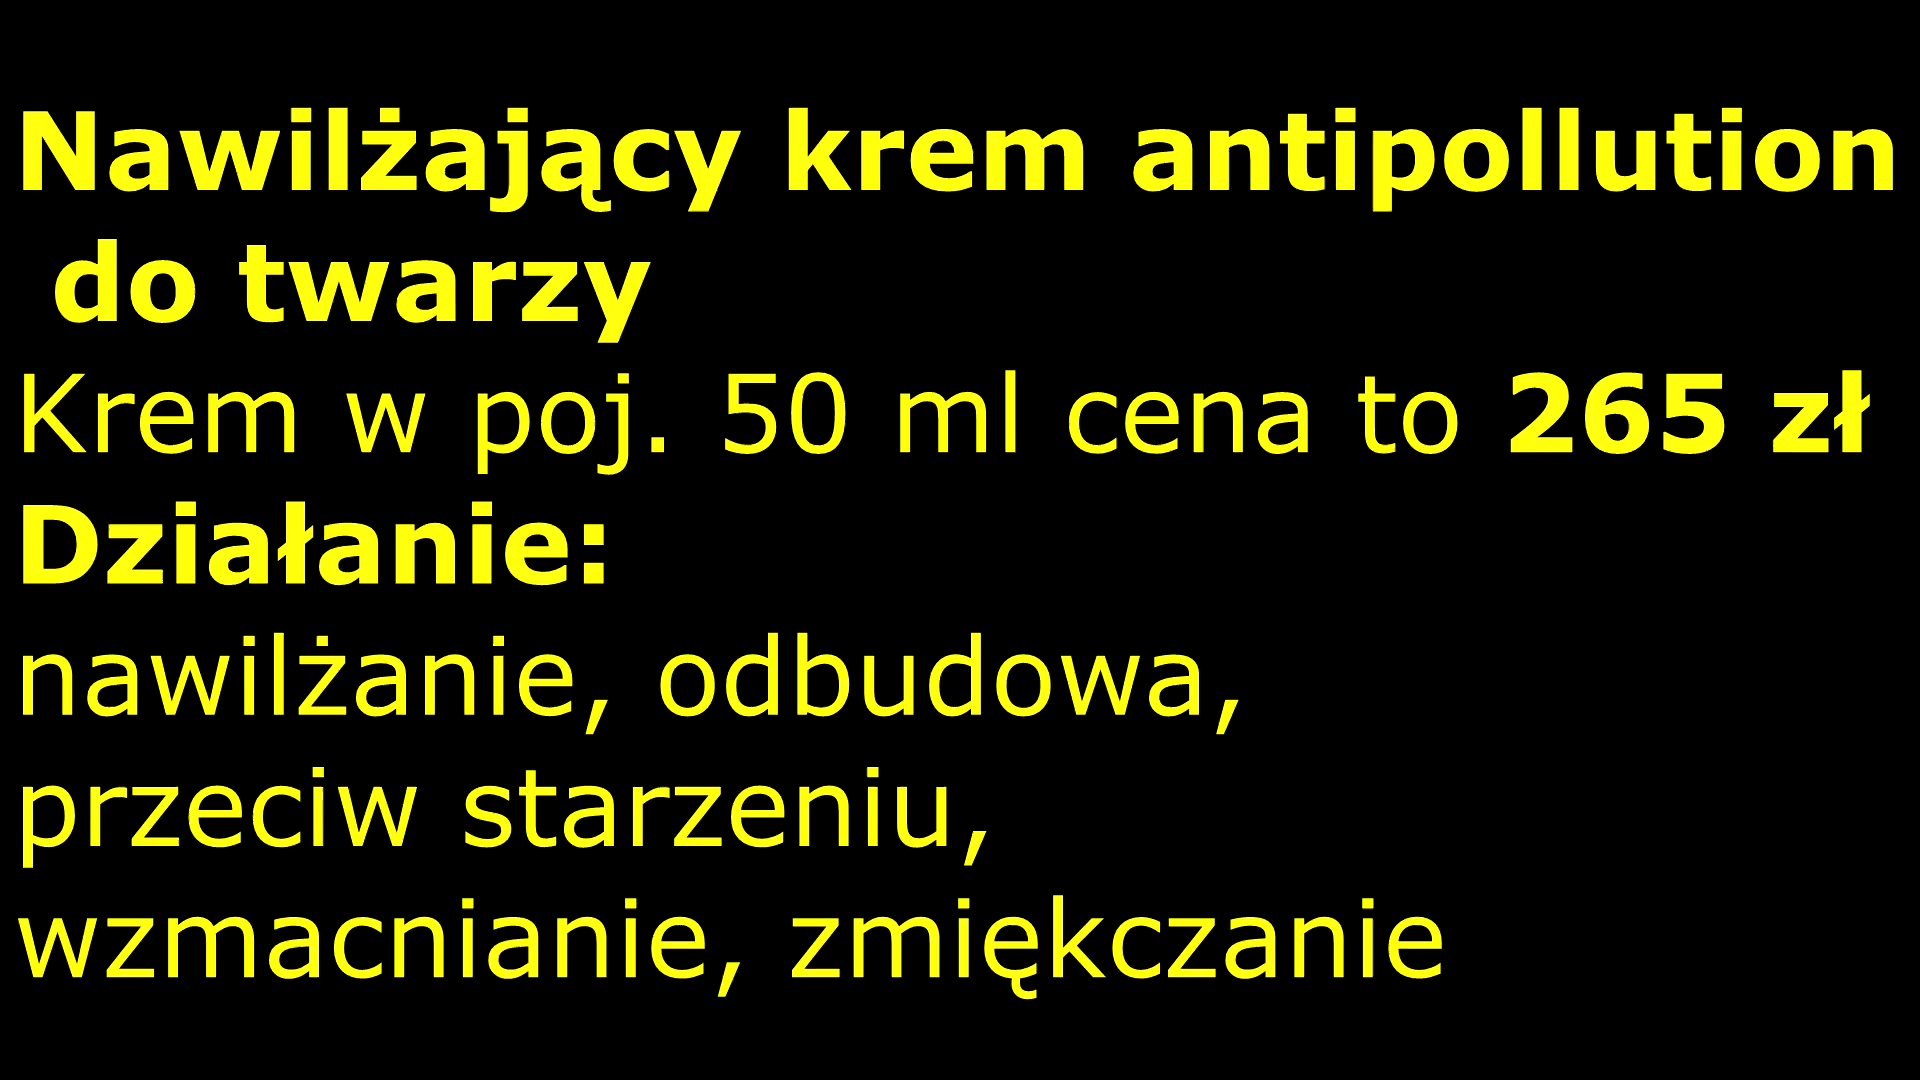 Nawilżający krem antipollution
do twarzy
Krem w poj. 50 ml cena to 265 zł
Działanie:
nawilżanie, odbudowa,
przeciw starzeniu,
wzmacnianie, zmiękczanie